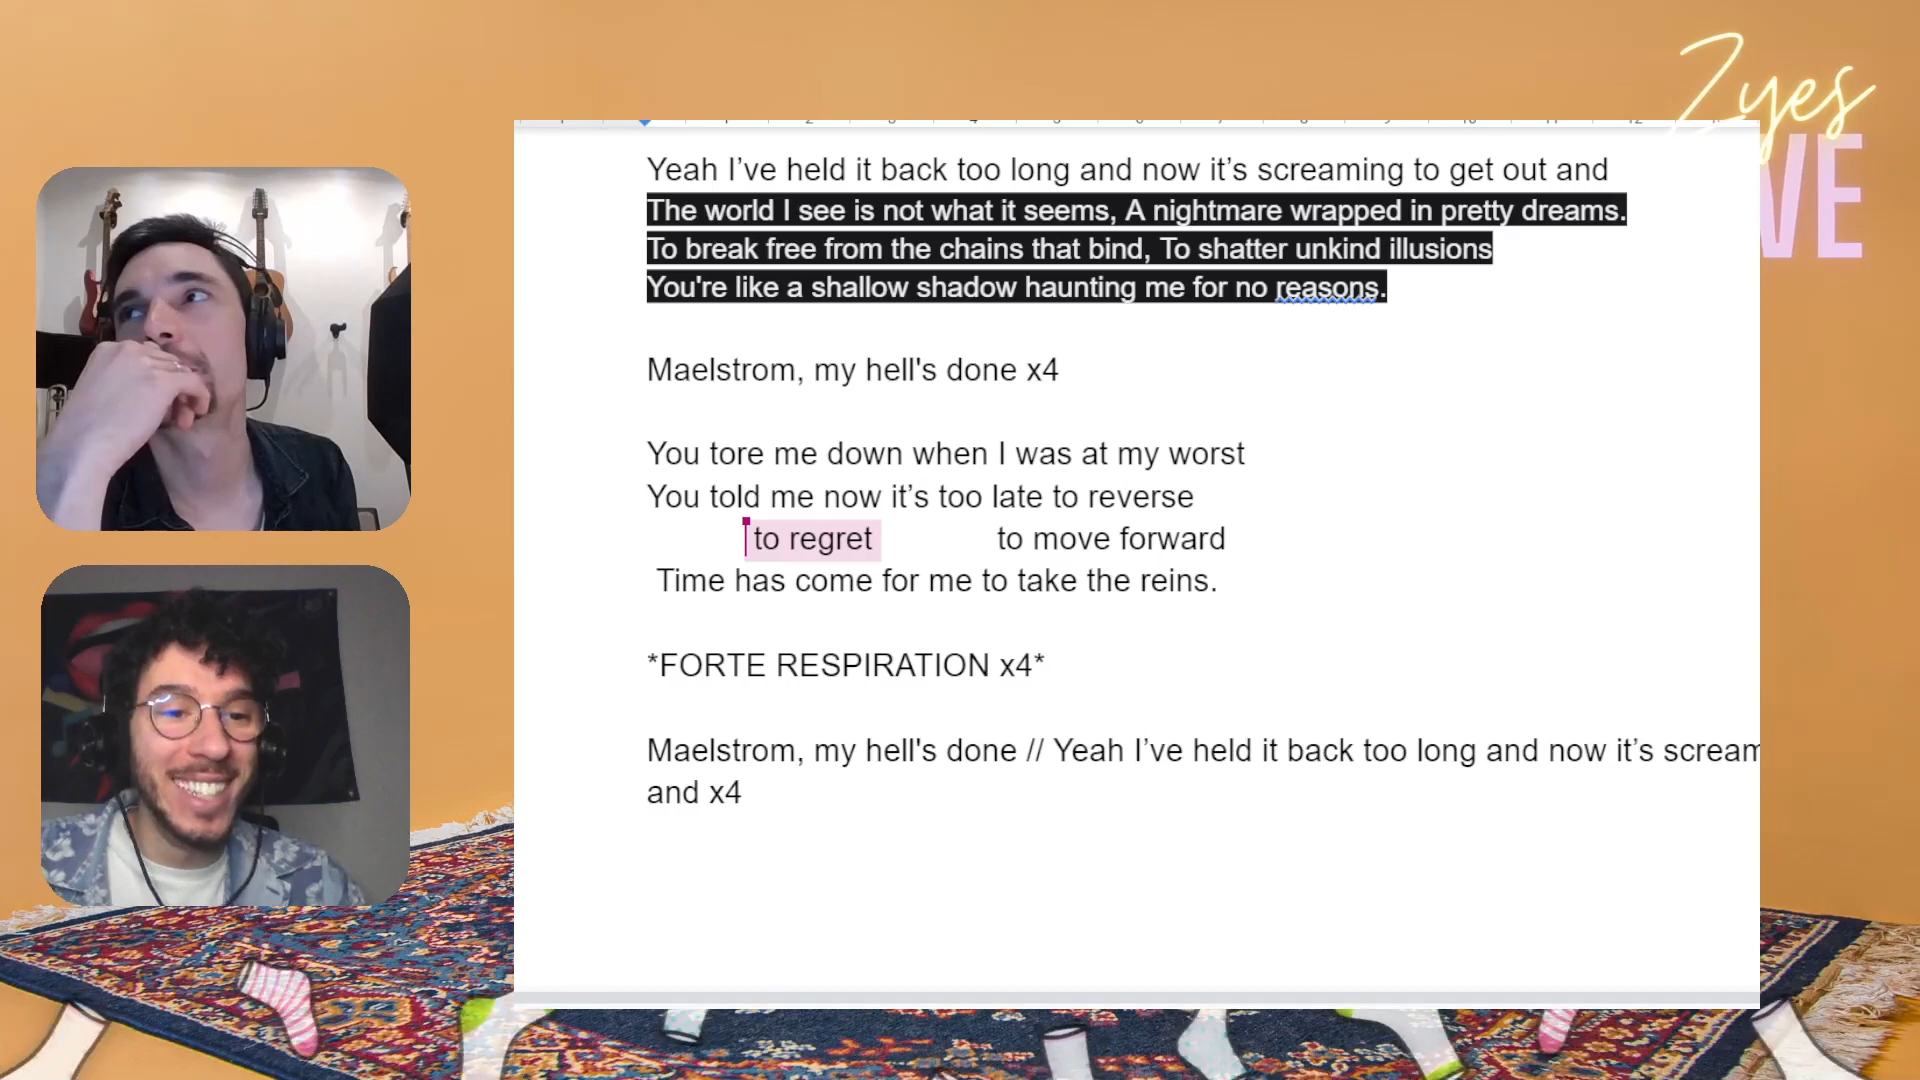 Zyes
VE
Yeah I’ve held it back too long and now it’s screaming to get out and
The world I see is not what it seems, A nightmare wrapped in pretty dreams.
To break free from the chains that bind, To shatter unkind illusions
You're like a shallow shadow haunting me for no reasons.
Maelstrom, my hell's done x4
You tore me down when I was at my worst
You told me now it’s too late to reverse
to regret to move forward
Time has come for me to take the reins.
*FORTE RESPIRATION x4*
Maelstrom, my hell's done // Yeah I’ve held it back too long and now it’s scream
and x4